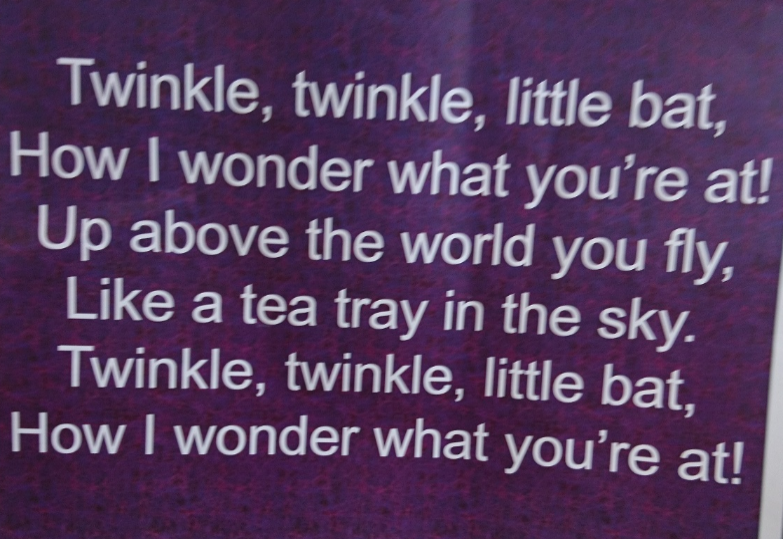 Twinkle, twinkle, little bat,
How I wonder what you're at!
Up above the world you fly,
Like a tea tray in the sky.
Twinkle, twinkle, little bat,
How I wonder what you're at!